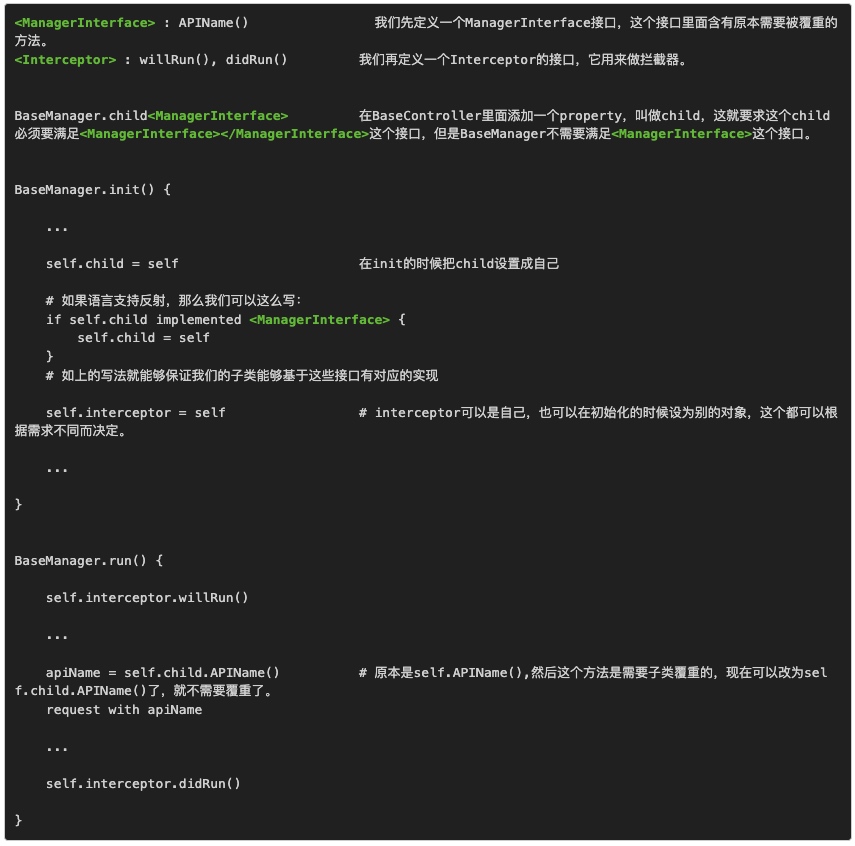 <ManagerInterface> : APIName()                我们先定义一个ManagerInterface接口，这个接口里面含有原本需要被覆重的
方法。
<Interceptor> : willRun(), didRun()         我们再定义一个Interceptor的接口，它用来做拦截器。
BaseManager.child<ManagerInterface>         在BaseController里面添加一个property，叫做child，这就要求这个child
必须要满足<ManagerInterface></ManagerInterface>这个接口，但是BaseManager不需要满足<ManagerInterface>这个接口。
BaseManager.init() {
    ...
    self.child = self                       在init的时候把child设置成自己
    # 如果语言支持反射，那么我们可以这么写：
    if self.child implemented <ManagerInterface> {
        self.child = self
    }
    # 如上的写法就能够保证我们的子类能够基于这些接口有对应的实现
    self.interceptor = self                 # interceptor可以是自己，也可以在初始化的时候设为别的对象，这个都可以根
据需求不同而决定。
    ...
}
BaseManager.run() {
    self.interceptor.willRun()
    ...
    apiName = self.child.APIName()          # 原本是self.APIName(),然后这个方法是需要子类覆重的，现在可以改为sel
f.child.APIName()了，就不需要覆重了。
    request with apiName
    ...
    self.interceptor.didRun()
}